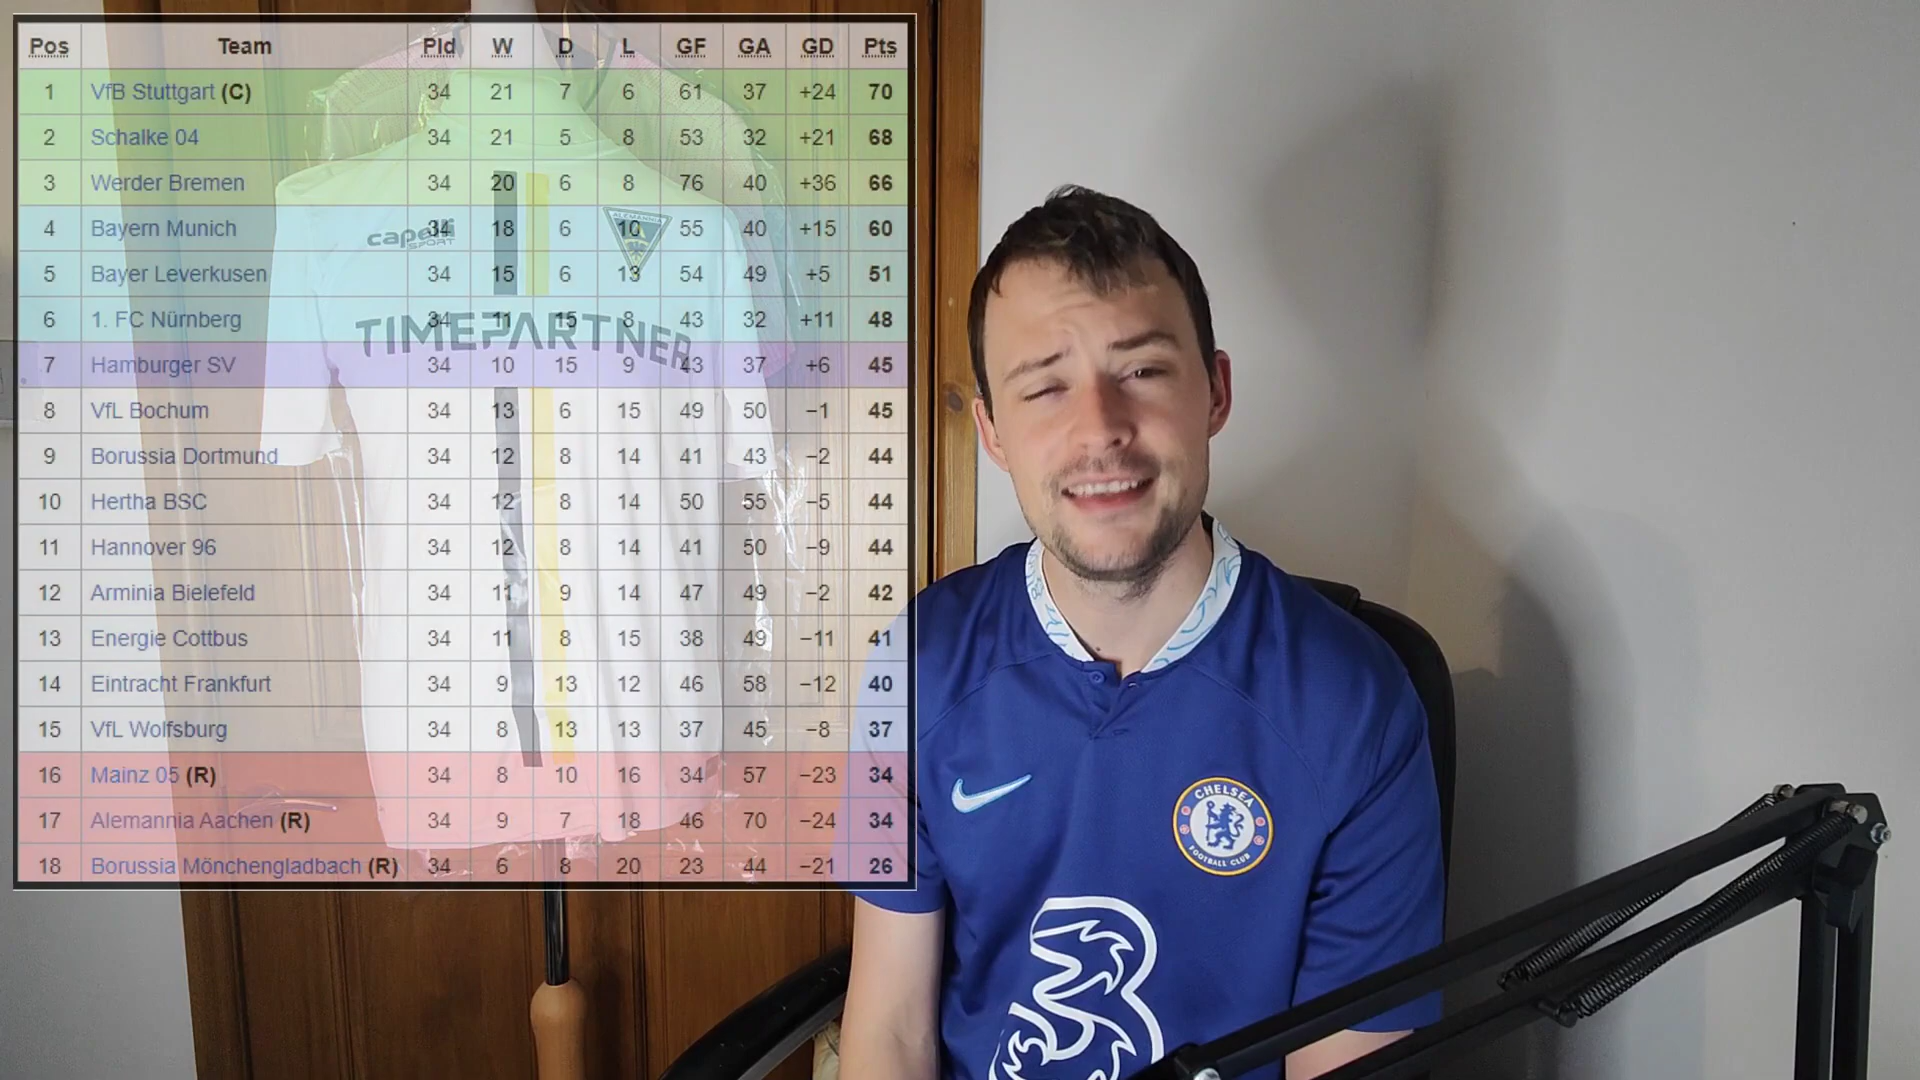 Pos Team Pld W D L GF GA GD Pts
1 VfB Stuttgart (C) 34 21 7 6 61 37 +24 70
2 Schalke 04 34 21 5 8 53 32 +21 68
3 Werder Bremen 34 20 6 8 76 40 +36 66
4 Bayern Munich 34 18 6 10 55 40 +15 60
5 Bayer Leverkusen 34 15 6 13 54 49 +5 51
6 1. FC Nürnberg 34 11 15 8 43 32 +11 48
7 Hamburger SV 34 10 15 9 43 37 +6 45
8 VfL Bochum 34 13 6 15 49 50 −1 45
9 Borussia Dortmund 34 12 8 14 41 43 −2 44
10 Hertha BSC 34 12 8 14 50 55 −5 44
11 Hannover 96 34 12 8 14 41 50 −9 44
12 Arminia Bielefeld 34 11 9 14 47 49 −2 42
13 Energie Cottbus 34 11 8 15 38 49 −11 41
14 Eintracht Frankfurt 34 9 13 12 46 58 −12 40
15 VfL Wolfsburg 34 8 13 13 37 45 −8 37
16 Mainz 05 (R) 34 8 10 16 34 57 −23 34
17 Alemannia Aachen (R) 34 9 7 18 46 70 −24 34
18 Borussia Mönchengladbach (R) 34 6 8 20 23 44 −21 26
capelli
SPORT
ALEMANNIA
TIMEPARTNER
CHELSEA
FOOTBALL CLUB
3